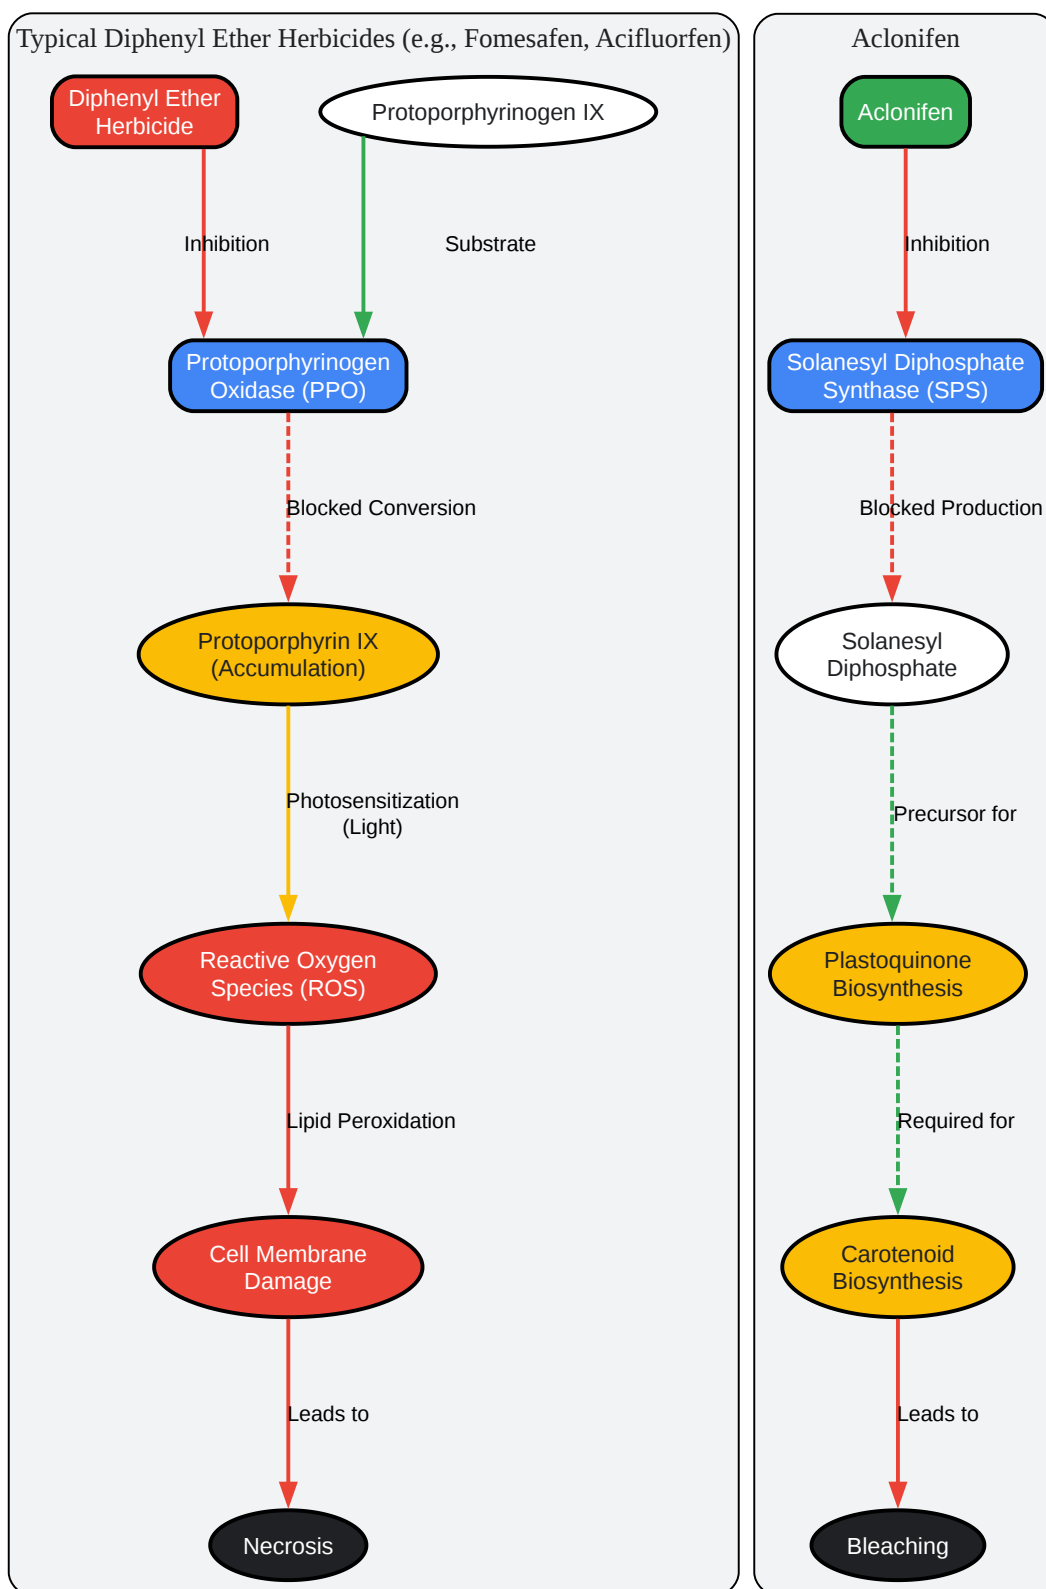 Typical Diphenyl Ether Herbicides (e.g., Fomesafen, Acifluorfen)
Diphenyl Ether
Herbicide
Protoporphyrinogen IX
Inhibition
Substrate
Protoporphyrinogen
Oxidase (PPO)
Blocked Conversion
Protoporphyrin IX
(Accumulation)
Photosensitization
(Light)
Reactive Oxygen
Species (ROS)
Lipid Peroxidation
Cell Membrane
Damage
Leads to
Necrosis
Aclonifen
Aclonifen
Inhibition
Solanesyl Diphosphate
Synthase (SPS)
Blocked Production
Solanesyl
Diphosphate
Precursor for
Plastoquinone
Biosynthesis
Required for
Carotenoid
Biosynthesis
Leads to
Bleaching